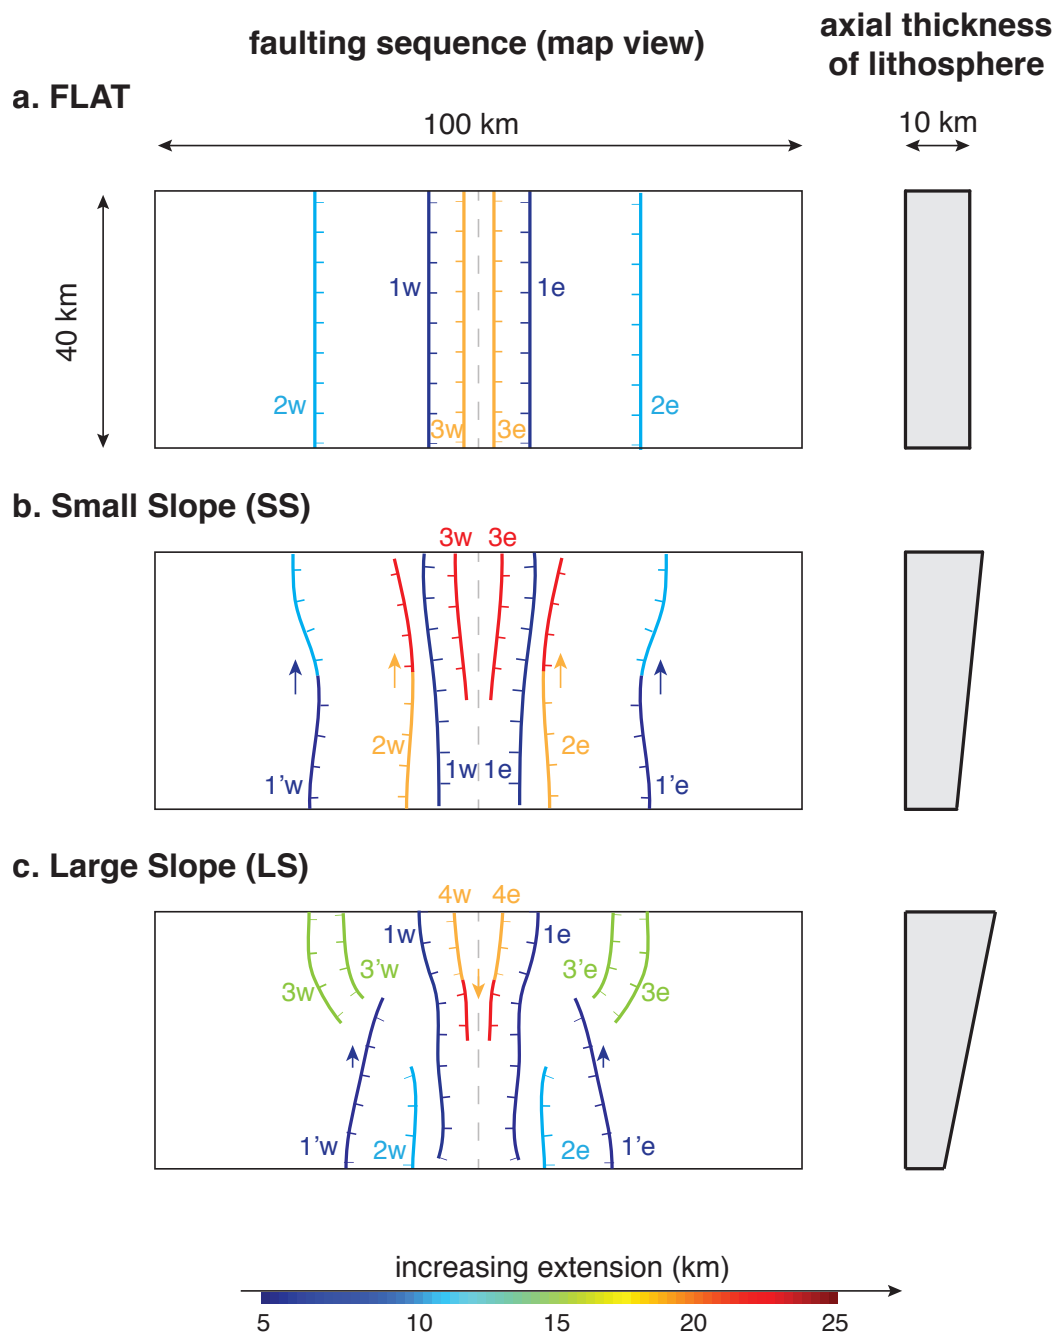 faulting sequence (map view)
axial thickness
of lithosphere
a. FLAT
100 km
10 km
40 km
1w
1e
2w
2e
3w
3e
b. Small Slope (SS)
3w 3e
2w
2e
1w 1e
1'w
1'e
c. Large Slope (LS)
4w 4e
1w
1e
3'w
3'e
3w
3e
1'w
2w
2e
1'e
increasing extension (km)
5 10 15 20 25